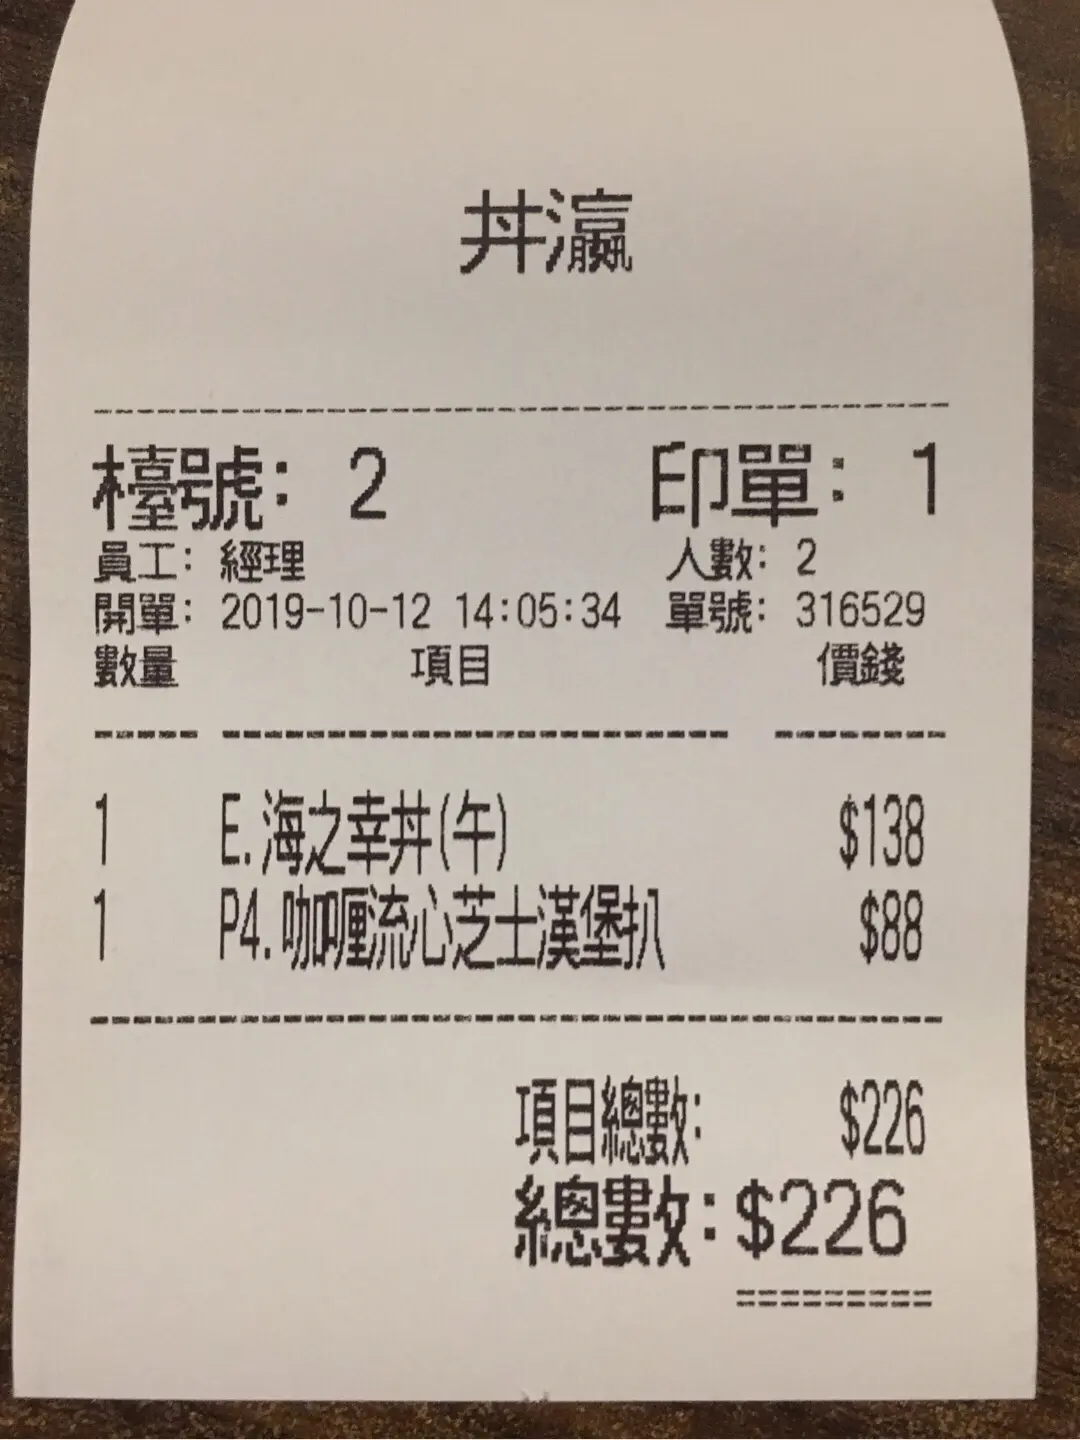 丼瀛
檯號: 2 印單: 1
員工: 經理 人數: 2
開單: 2019-10-12 14:05:34 單號: 316529
數量 項目 價錢
1 E.海之幸丼(午) $138
1 P4.咖喱流心芝士漢堡扒 $88
項目總數: $226
總數: $226